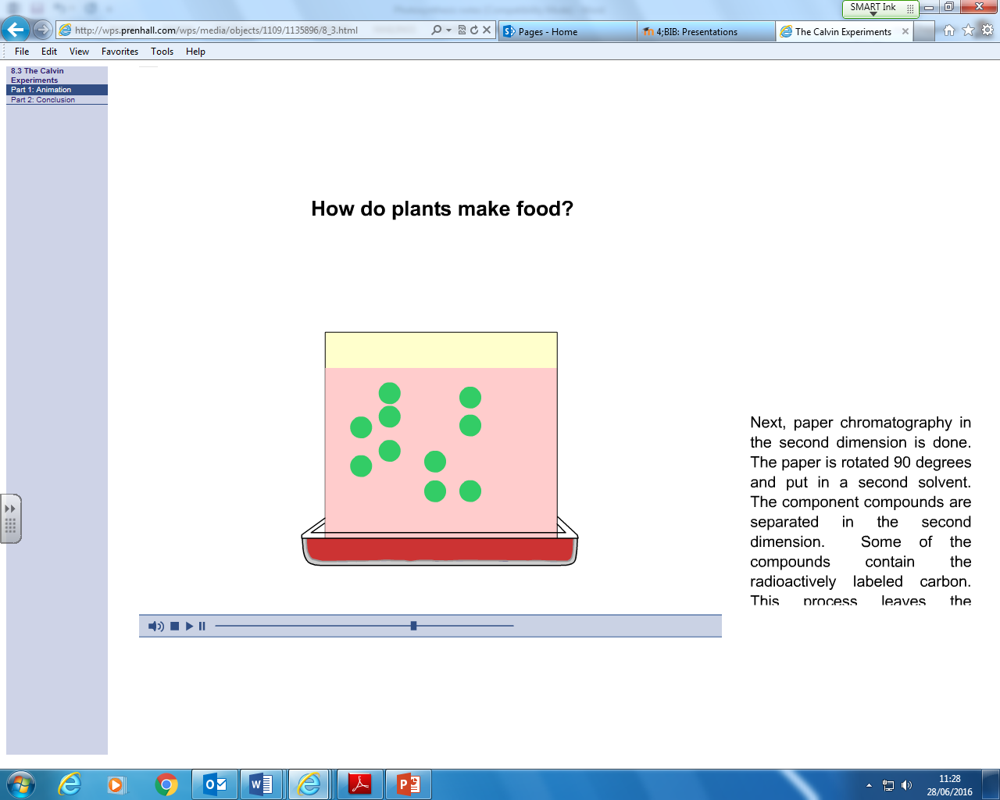 SMART Ink
http://wps.prenhall.com/wps/media/objects/1109/1135896/8_3.html
Pages - Home
4;BIB: Presentations
The Calvin Experiments
File Edit View Favorites Tools Help
8.3 The Calvin
Experiments
Part 1: Animation
Part 2: Conclusion
How do plants make food?
Next, paper chromatography in
the second dimension is done.
The paper is rotated 90 degrees
and put in a second solvent.
The component compounds are
separated in the second
dimension. Some of the
compounds contain the
radioactively labeled carbon.
This process leaves the
11:28
28/06/2016